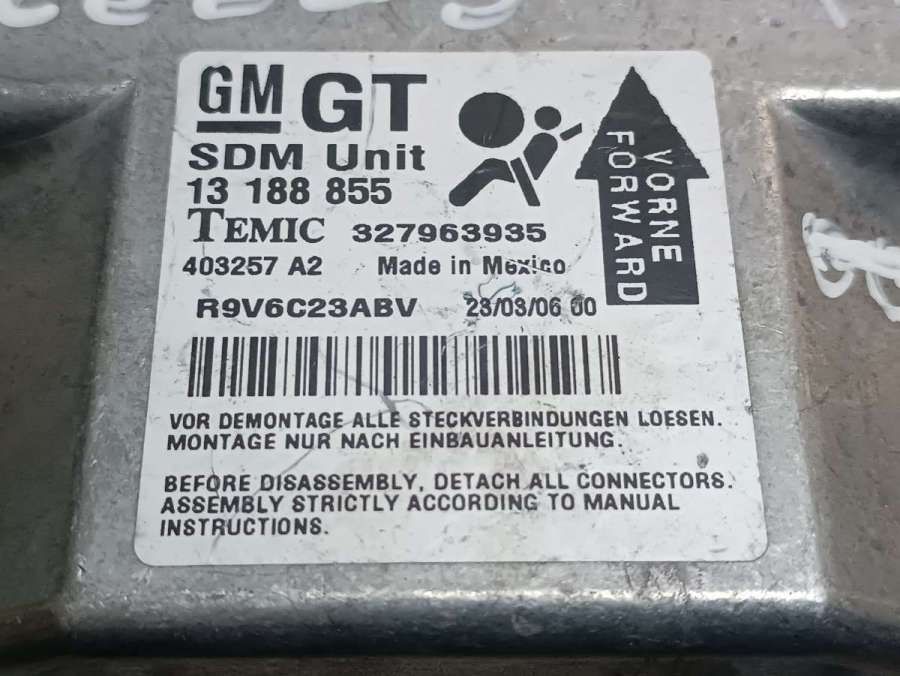 GM GT
SDM Unit
13 188 855
TEMIC 327963935
403257 A2 Made in Mexico
R9V6C23ABV 23/03/06 00
VORNE
FORWARD
VOR DEMONTAGE ALLE STECKVERBINDUNGEN LOESEN.
MONTAGE NUR NACH EINBAUANLEITUNG.
BEFORE DISASSEMBLY, DETACH ALL CONNECTORS.
ASSEMBLY STRICTLY ACCORDING TO MANUAL
INSTRUCTIONS.